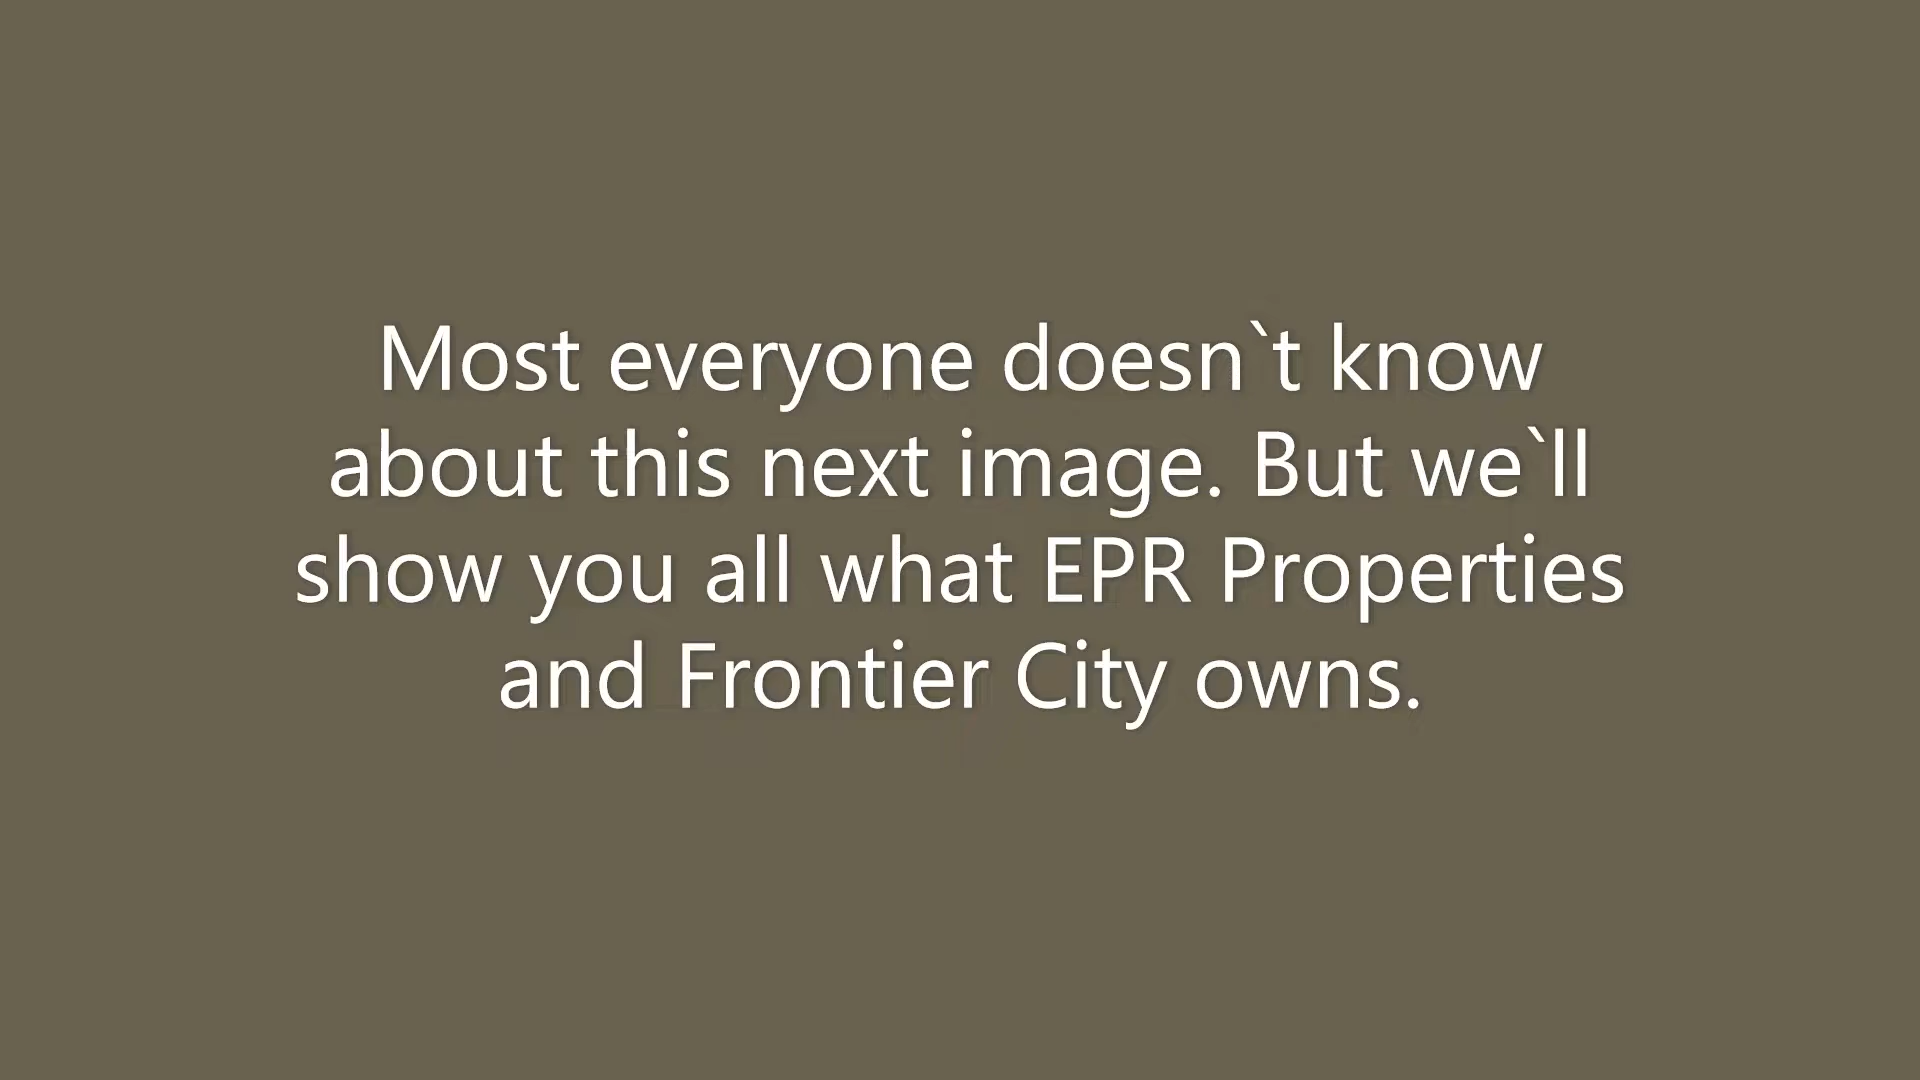 Most everyone doesn`t know
about this next image. But we`ll
show you all what EPR Properties
and Frontier City owns.